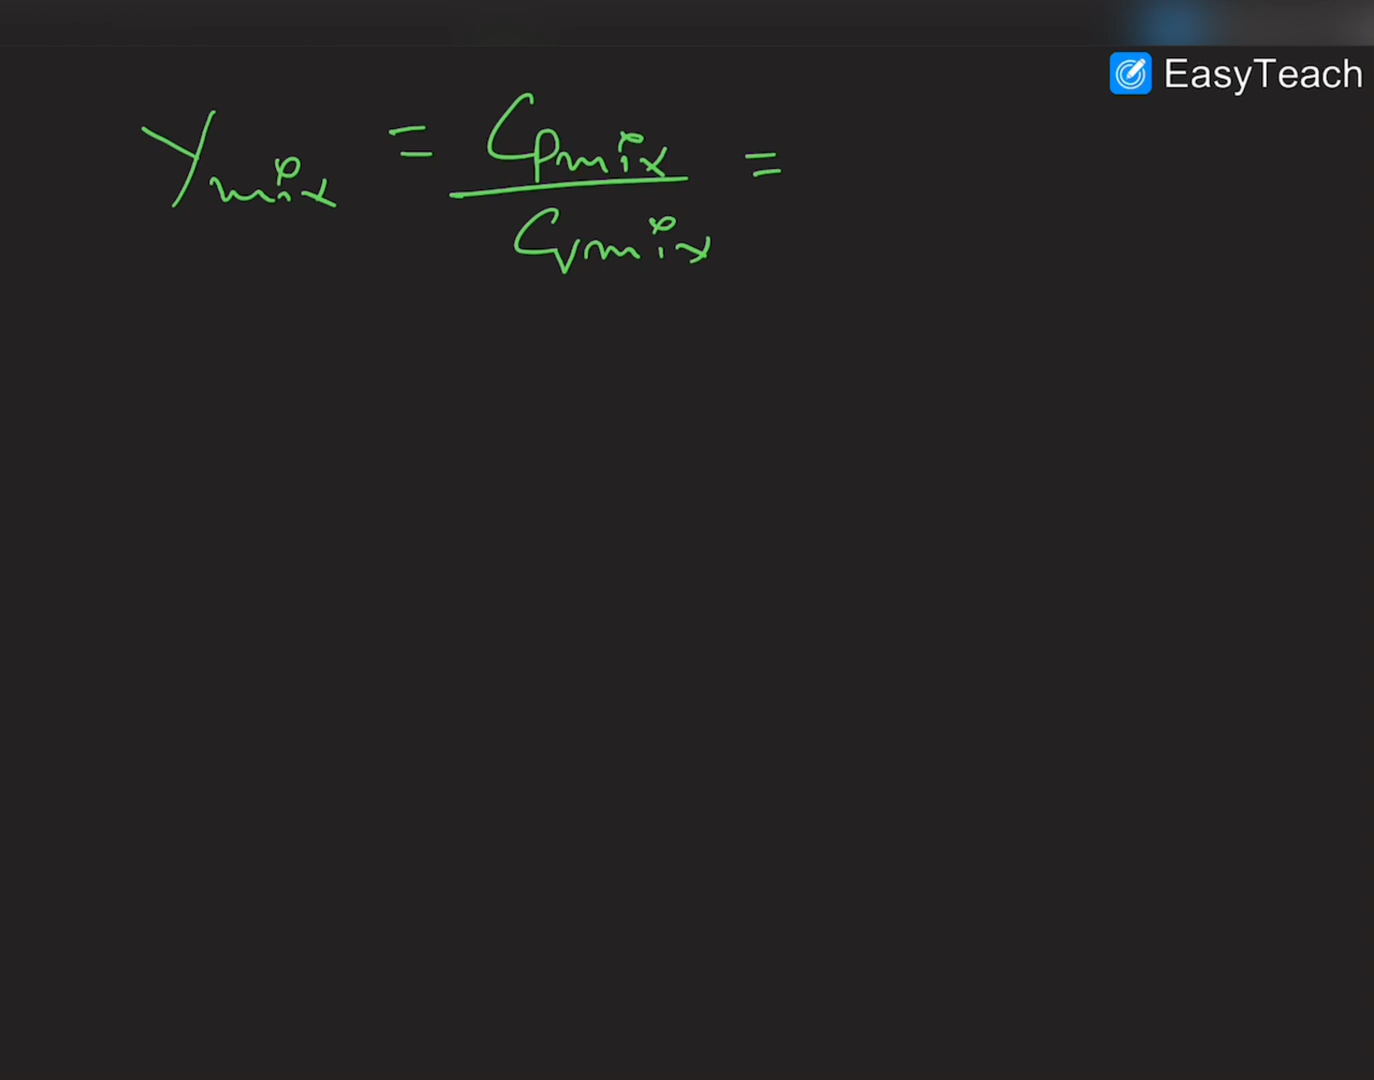 EasyTeach
γmix = Cpmix / Cvmix =